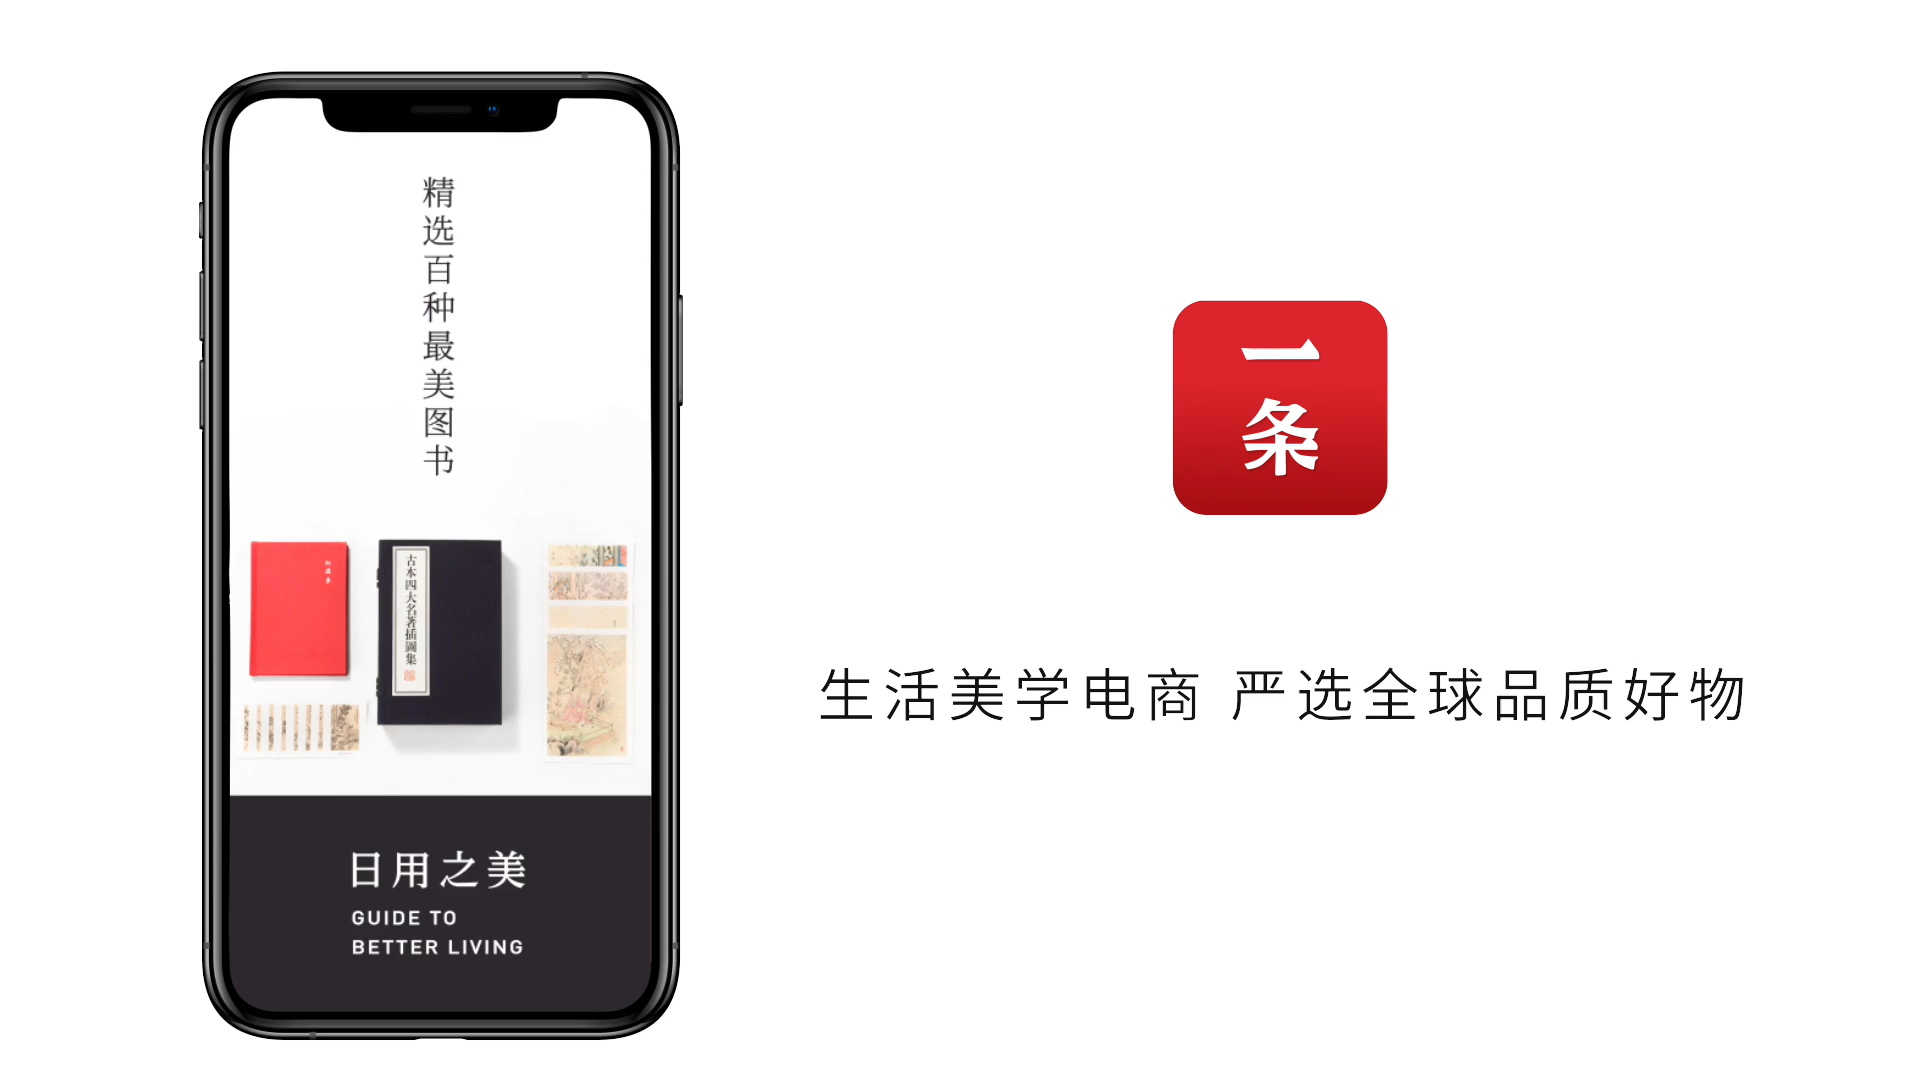 精选百种最美图书
古本四大名著插圖集
日用之美
GUIDE TO
BETTER LIVING
一条
生活美学电商 严选全球品质好物